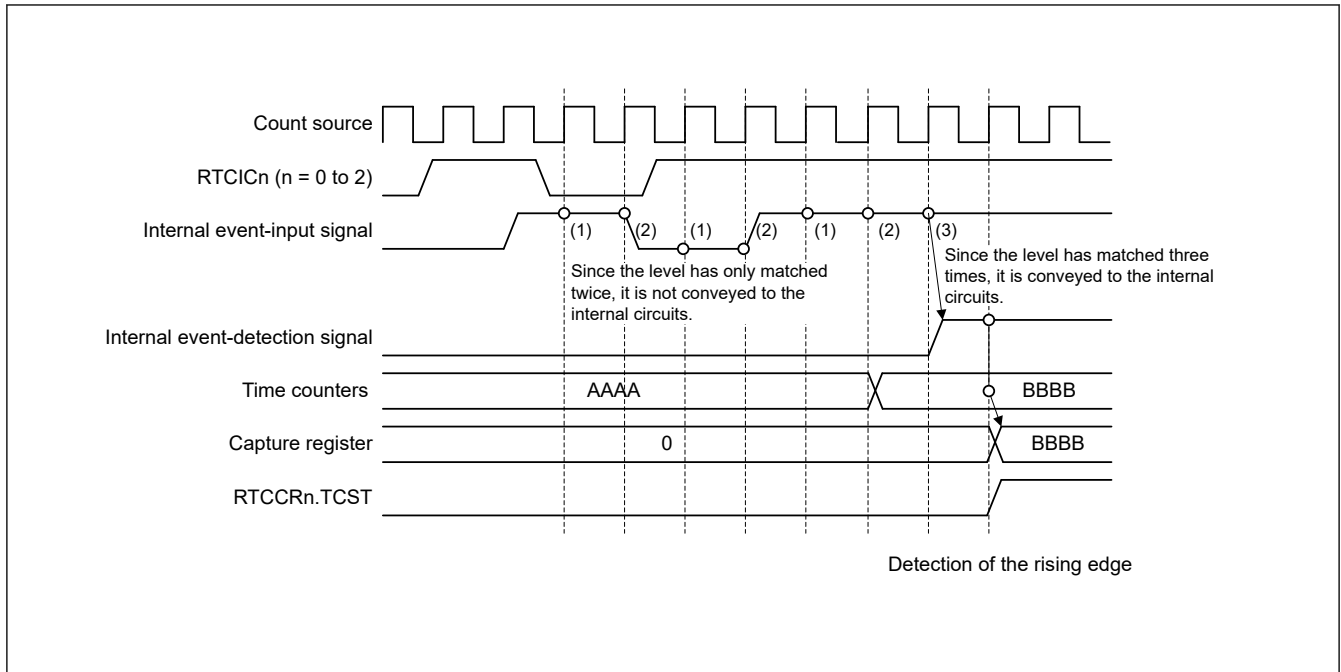 Count source
RTCICn (n = 0 to 2)
Internal event-input signal
(1)
(2)
(1)
(2)
(1)
(2)
(3)
Since the level has only matched
twice, it is not conveyed to the
internal circuits.
Since the level has matched three
times, it is conveyed to the internal
circuits.
Internal event-detection signal
Time counters
AAAA
BBBB
Capture register
0
BBBB
RTCCRn.TCST
Detection of the rising edge